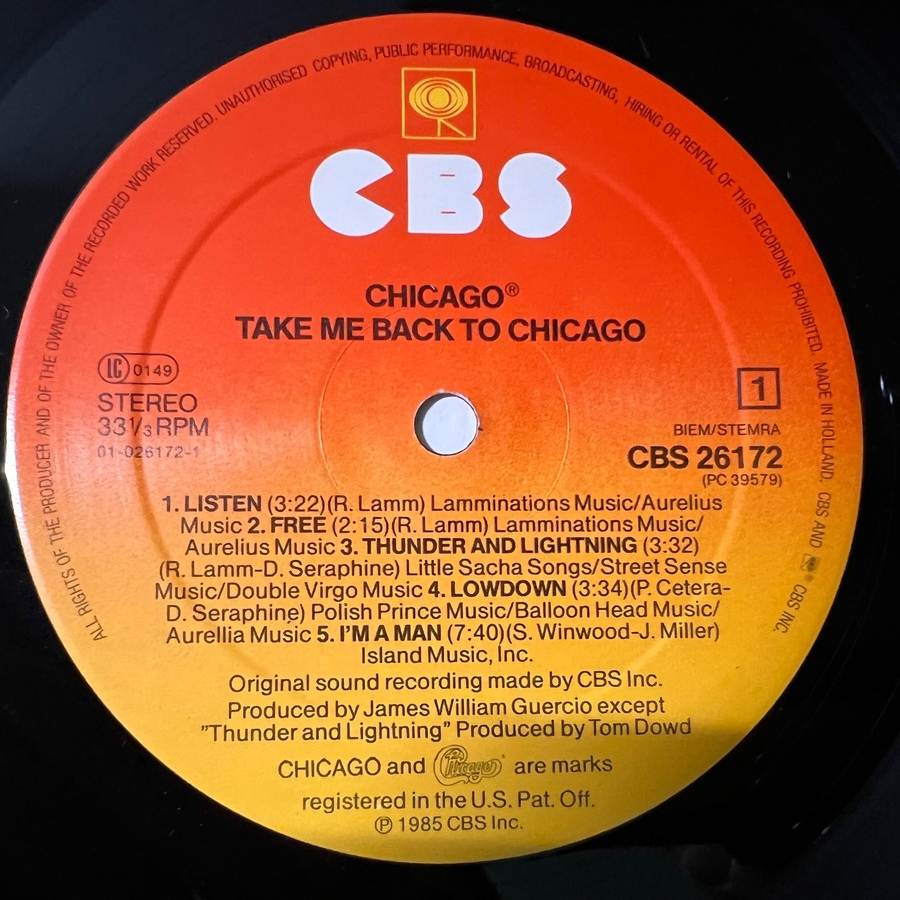 ALL RIGHTS OF THE PRODUCER AND OF THE OWNER OF THE RECORDED WORK RESERVED. UNAUTHORISED COPYING, PUBLIC PERFORMANCE, BROADCASTING, HIRING OR RENTAL OF THIS RECORDING PROHIBITED. MADE IN HOLLAND. CBS AND CBS INC.
CBS
CHICAGO®
TAKE ME BACK TO CHICAGO
LC 0149
STEREO
33 1/3 RPM
01-026172-1
1
BIEM/STEMRA
CBS 26172
(PC 39579)
1. LISTEN (3:22)(R. Lamm) Lamminations Music/Aurelius
Music 2. FREE (2:15)(R. Lamm) Lamminations Music/
Aurelius Music 3. THUNDER AND LIGHTNING (3:32)
(R. Lamm-D. Seraphine) Little Sacha Songs/Street Sense
Music/Double Virgo Music 4. LOWDOWN (3:34)(P. Cetera-
D. Seraphine) Polish Prince Music/Balloon Head Music/
Aurellia Music 5. I'M A MAN (7:40)(S. Winwood-J. Miller)
Island Music, Inc.
Original sound recording made by CBS Inc.
Produced by James William Guercio except
"Thunder and Lightning" Produced by Tom Dowd
CHICAGO and Chicago® are marks
registered in the U.S. Pat. Off.
℗ 1985 CBS Inc.